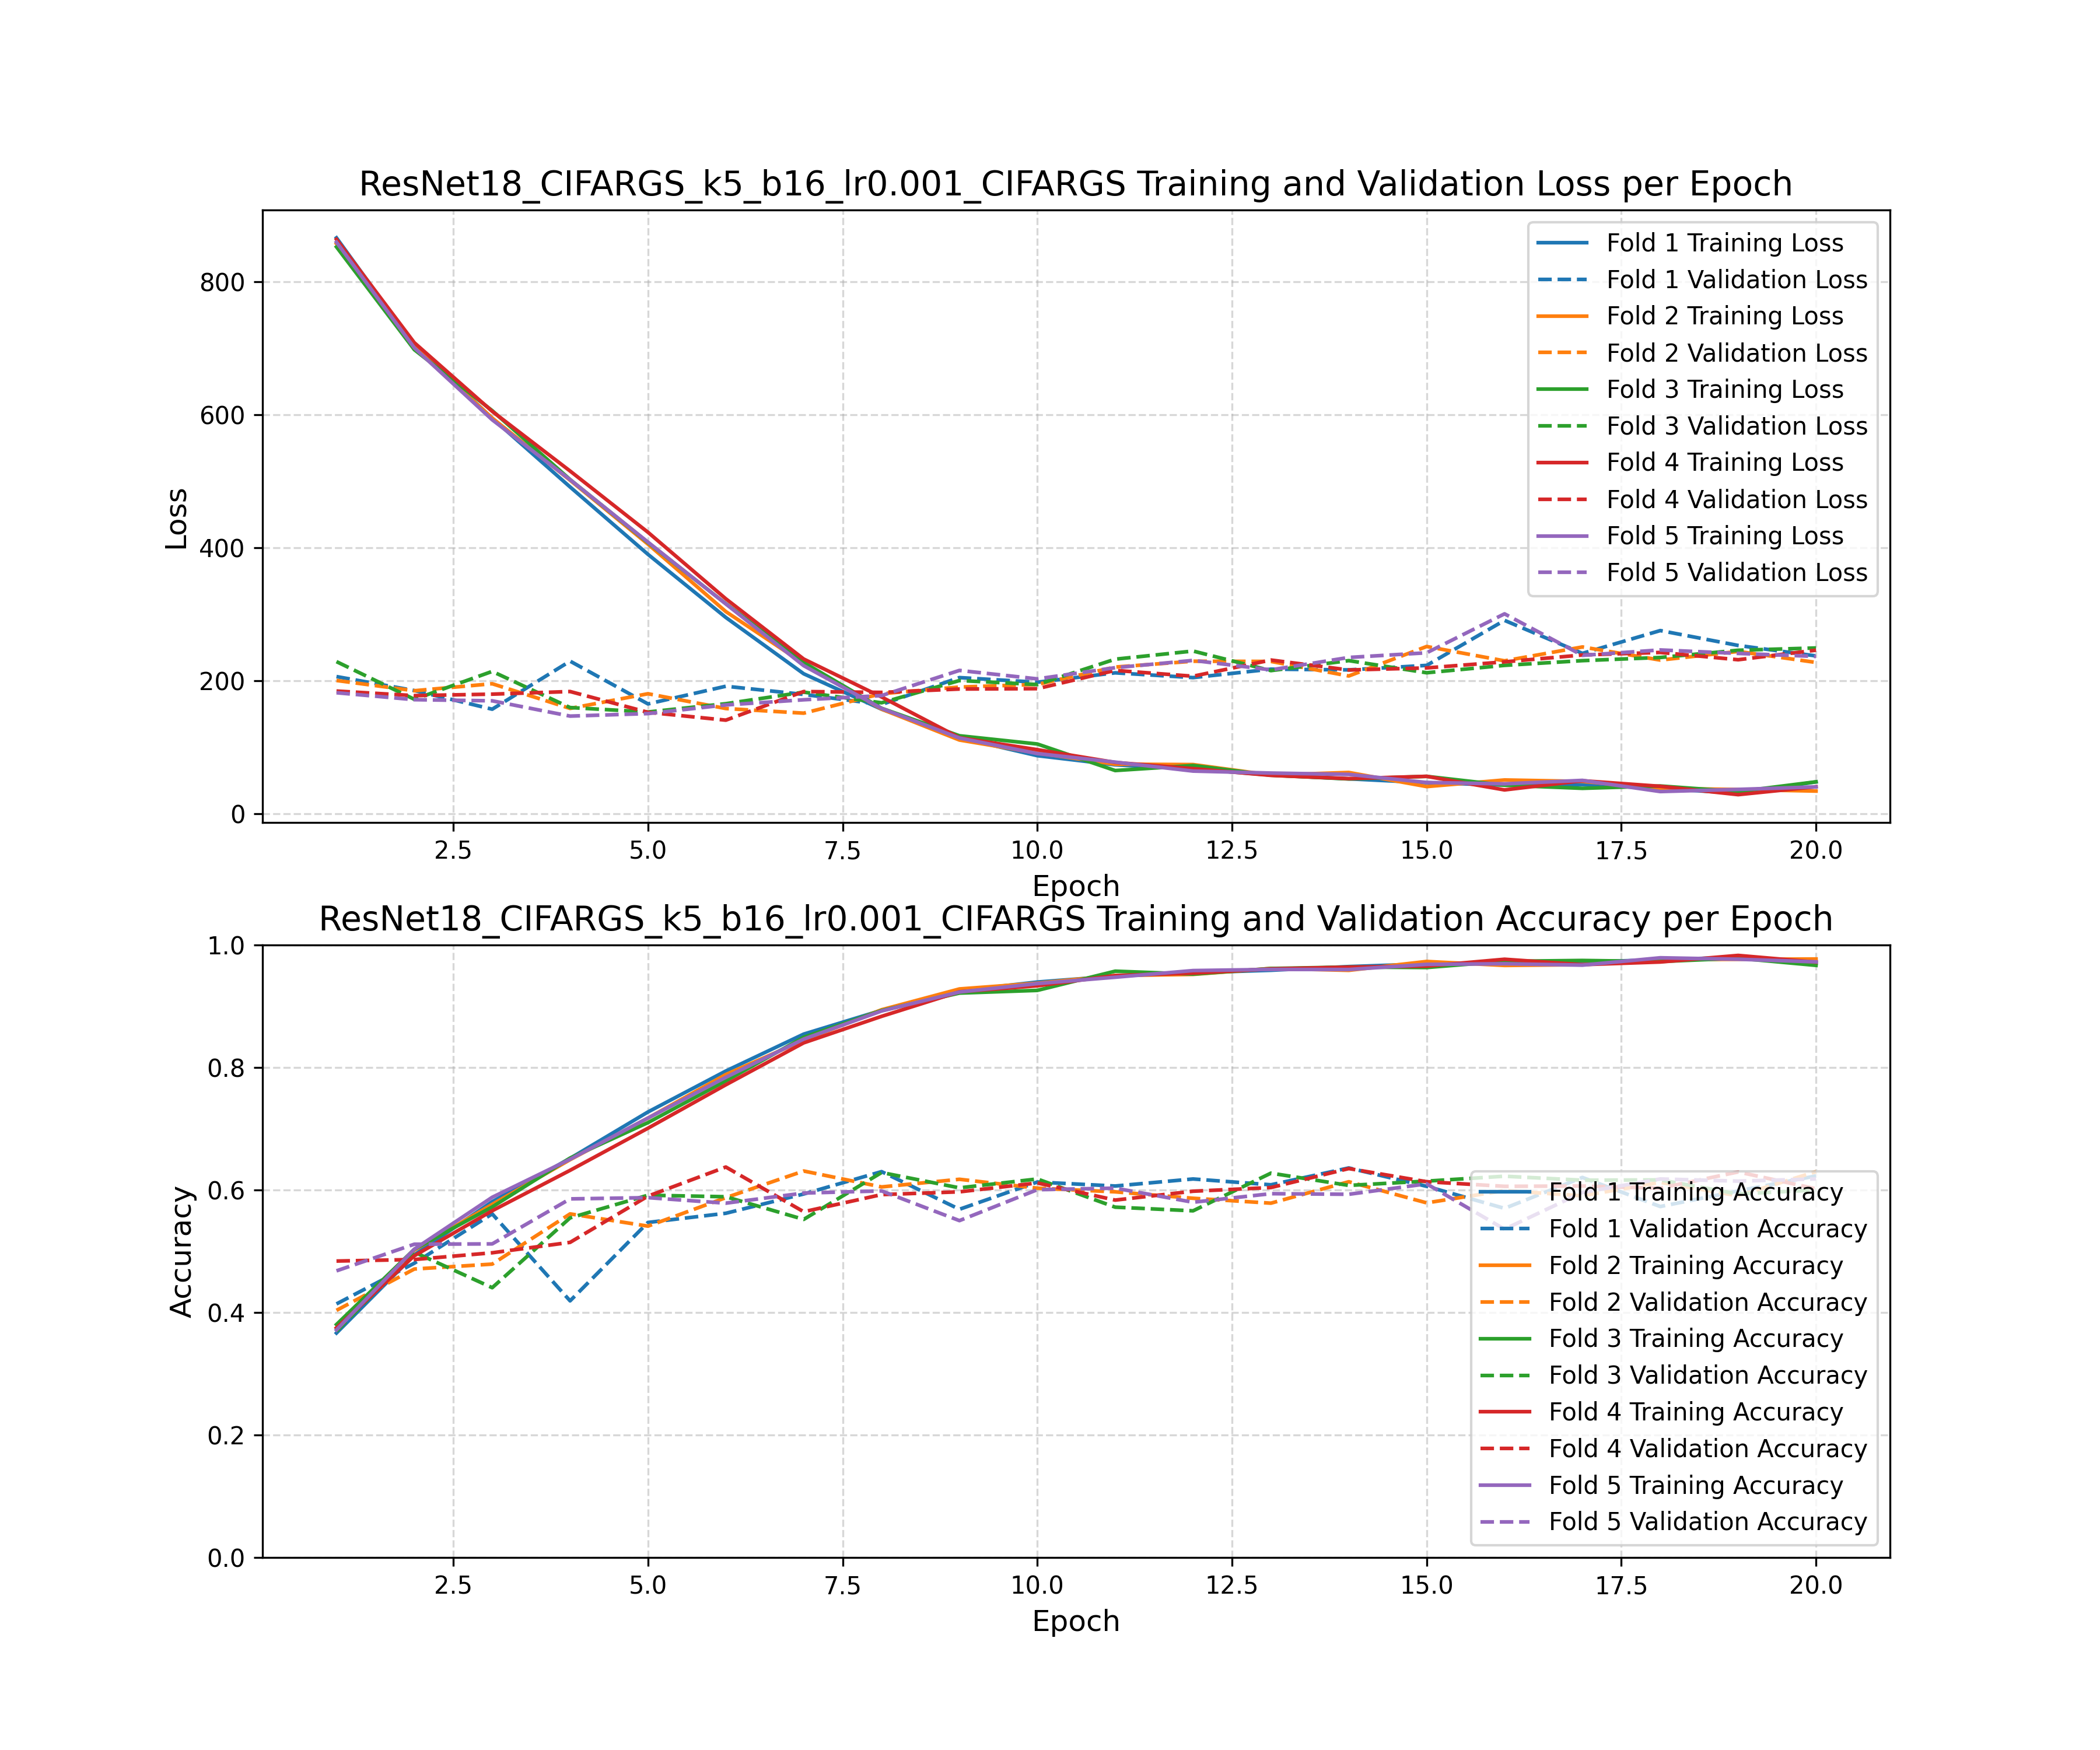 ResNet18_CIFARGS_k5_b16_lr0.001_CIFARGS Training and Validation Loss per Epoch
Loss
800
600
400
200
0
Fold 1 Training Loss
Fold 1 Validation Loss
Fold 2 Training Loss
Fold 2 Validation Loss
Fold 3 Training Loss
Fold 3 Validation Loss
Fold 4 Training Loss
Fold 4 Validation Loss
Fold 5 Training Loss
Fold 5 Validation Loss
2.5 5.0 7.5 10.0 12.5 15.0 17.5 20.0
Epoch
ResNet18_CIFARGS_k5_b16_lr0.001_CIFARGS Training and Validation Accuracy per Epoch
Accuracy
1.0
0.8
0.6
0.4
0.2
0.0
Fold 1 Training Accuracy
Fold 1 Validation Accuracy
Fold 2 Training Accuracy
Fold 2 Validation Accuracy
Fold 3 Training Accuracy
Fold 3 Validation Accuracy
Fold 4 Training Accuracy
Fold 4 Validation Accuracy
Fold 5 Training Accuracy
Fold 5 Validation Accuracy
2.5 5.0 7.5 10.0 12.5 15.0 17.5 20.0
Epoch